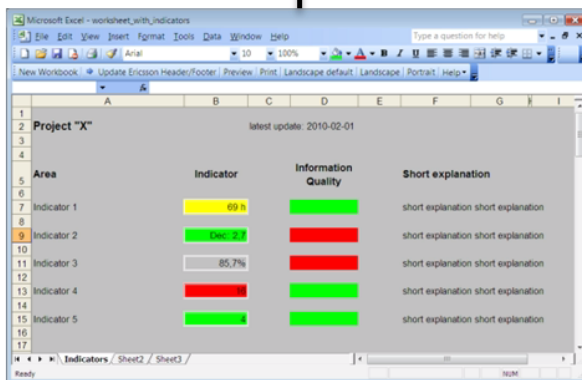 Microsoft Excel - worksheet_with_indicators
File Edit View Insert Format Tools Data Window Help
Type a question for help
Arial 10 100%
New Workbook Update Ericson Header/Footer Preview Print Landscape default Landscape Portrait Help
fx
A B C D E F G H I
1
2 Project "X" latest update: 2010-02-01
3
4
5 Area Indicator Information Quality Short explanation
6
7 Indicator 1 69 h short explanation short explanation
8
9 Indicator 2 Dec: 2,7 short explanation short explanation
10
11 Indicator 3 85,7% short explanation short explanation
12
13 Indicator 4 short explanation short explanation
14
15 Indicator 5 4 short explanation short explanation
16
17
Indicators Sheet2 Sheet3
Ready NUM